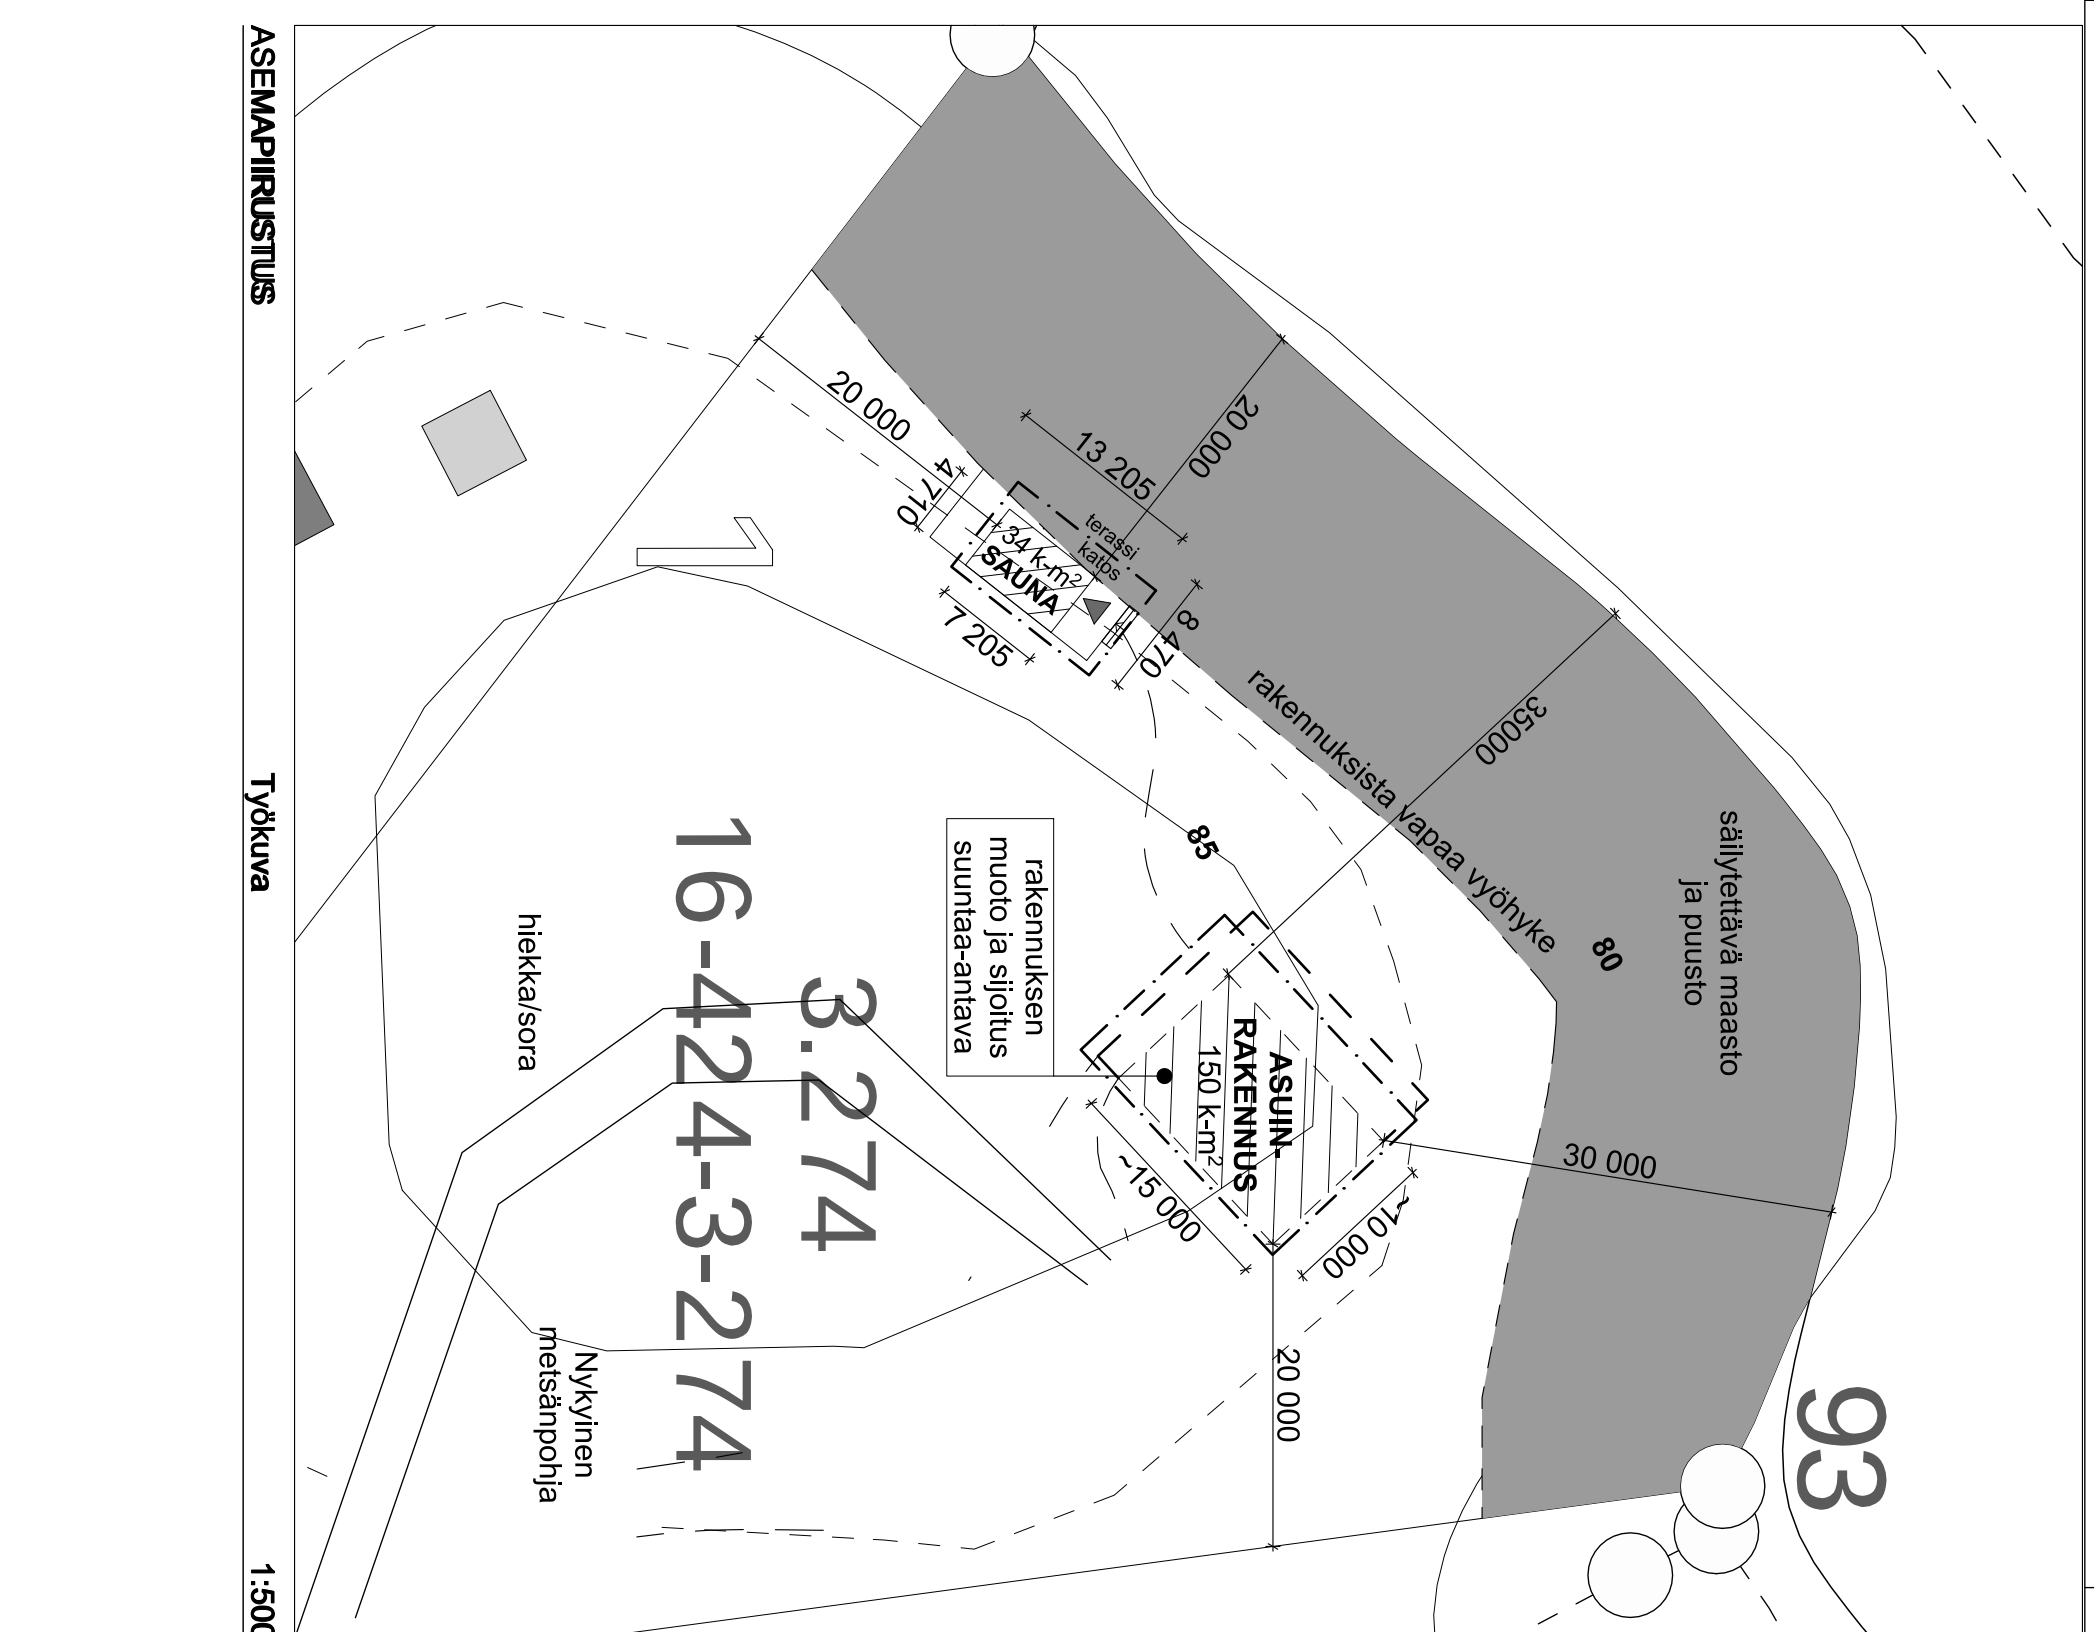 ASEMAPIIRUSTUS
Työkuva
1:500
93
säilytettävä maasto
ja puusto
80
30 000
35000
rakennuksista vapaa vyöhyke
20 000
13 205
20 000
4 710
terassi
katos
34 k-m²
SAUNA
7 205
8 470
85
ASUIN-
RAKENNUS
150 k-m²
~15 000
~10 000
20 000
rakennuksen
muoto ja sijoitus
suuntaa-antava
1
3.274
16-424-3-274
hiekka/sora
Nykyinen
metsänpohja